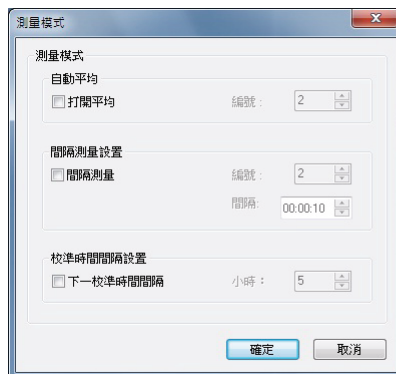 測量模式
測量模式
自動平均
打開平均 編號: 2
間隔測量設置
間隔測量 編號: 2
間隔: 00:00:10
校準時間間隔設置
下一校準時間間隔 小時: 5
確定 取消